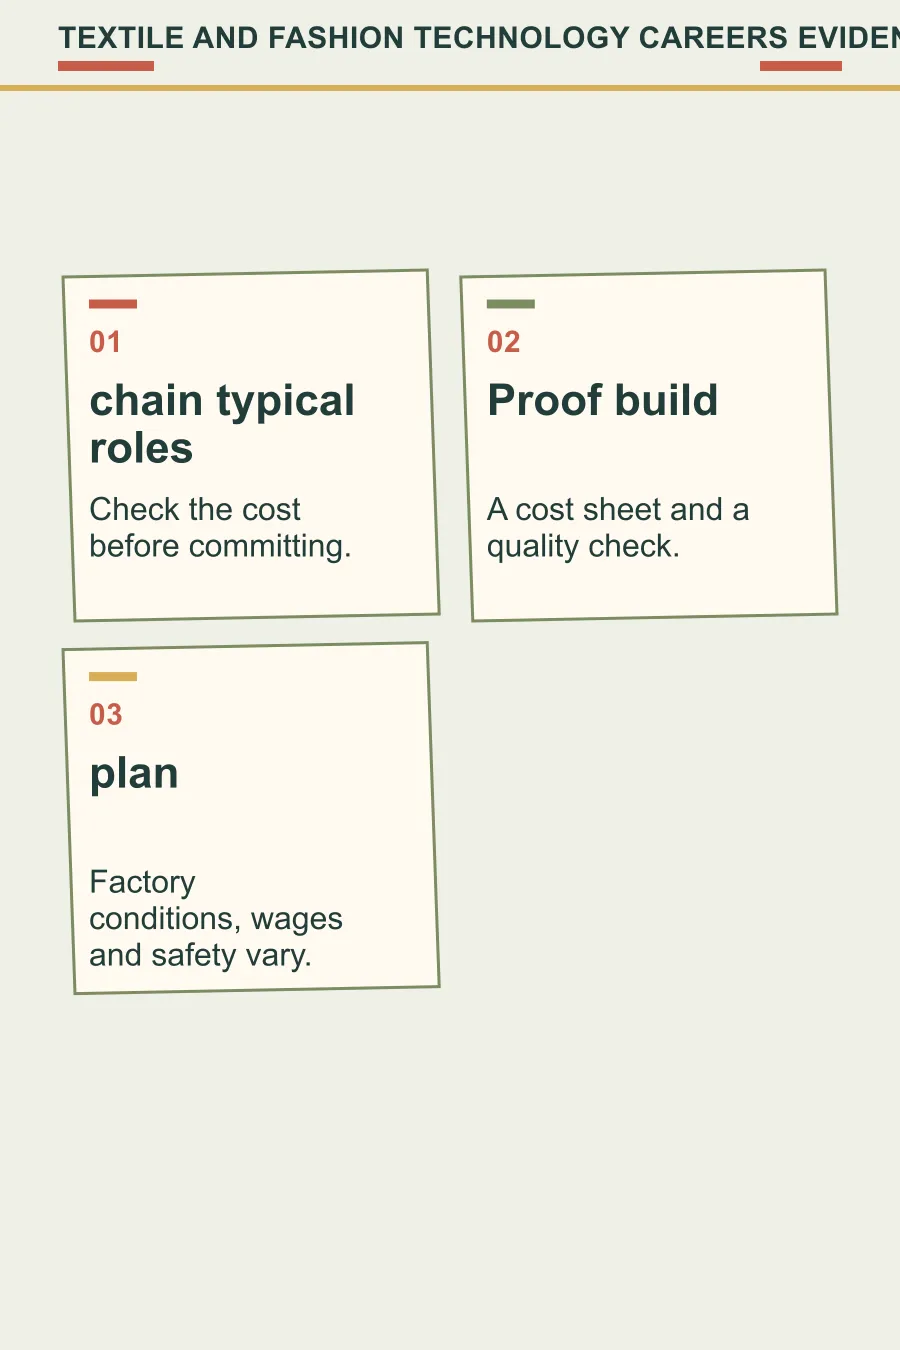 TEXTILE AND FASHION TECHNOLOGY CAREERS
01
chain typical
roles
Check the cost
before committing.
02
Proof build
A cost sheet and a
quality check.
03
plan
Factory
conditions, wages
and safety vary.